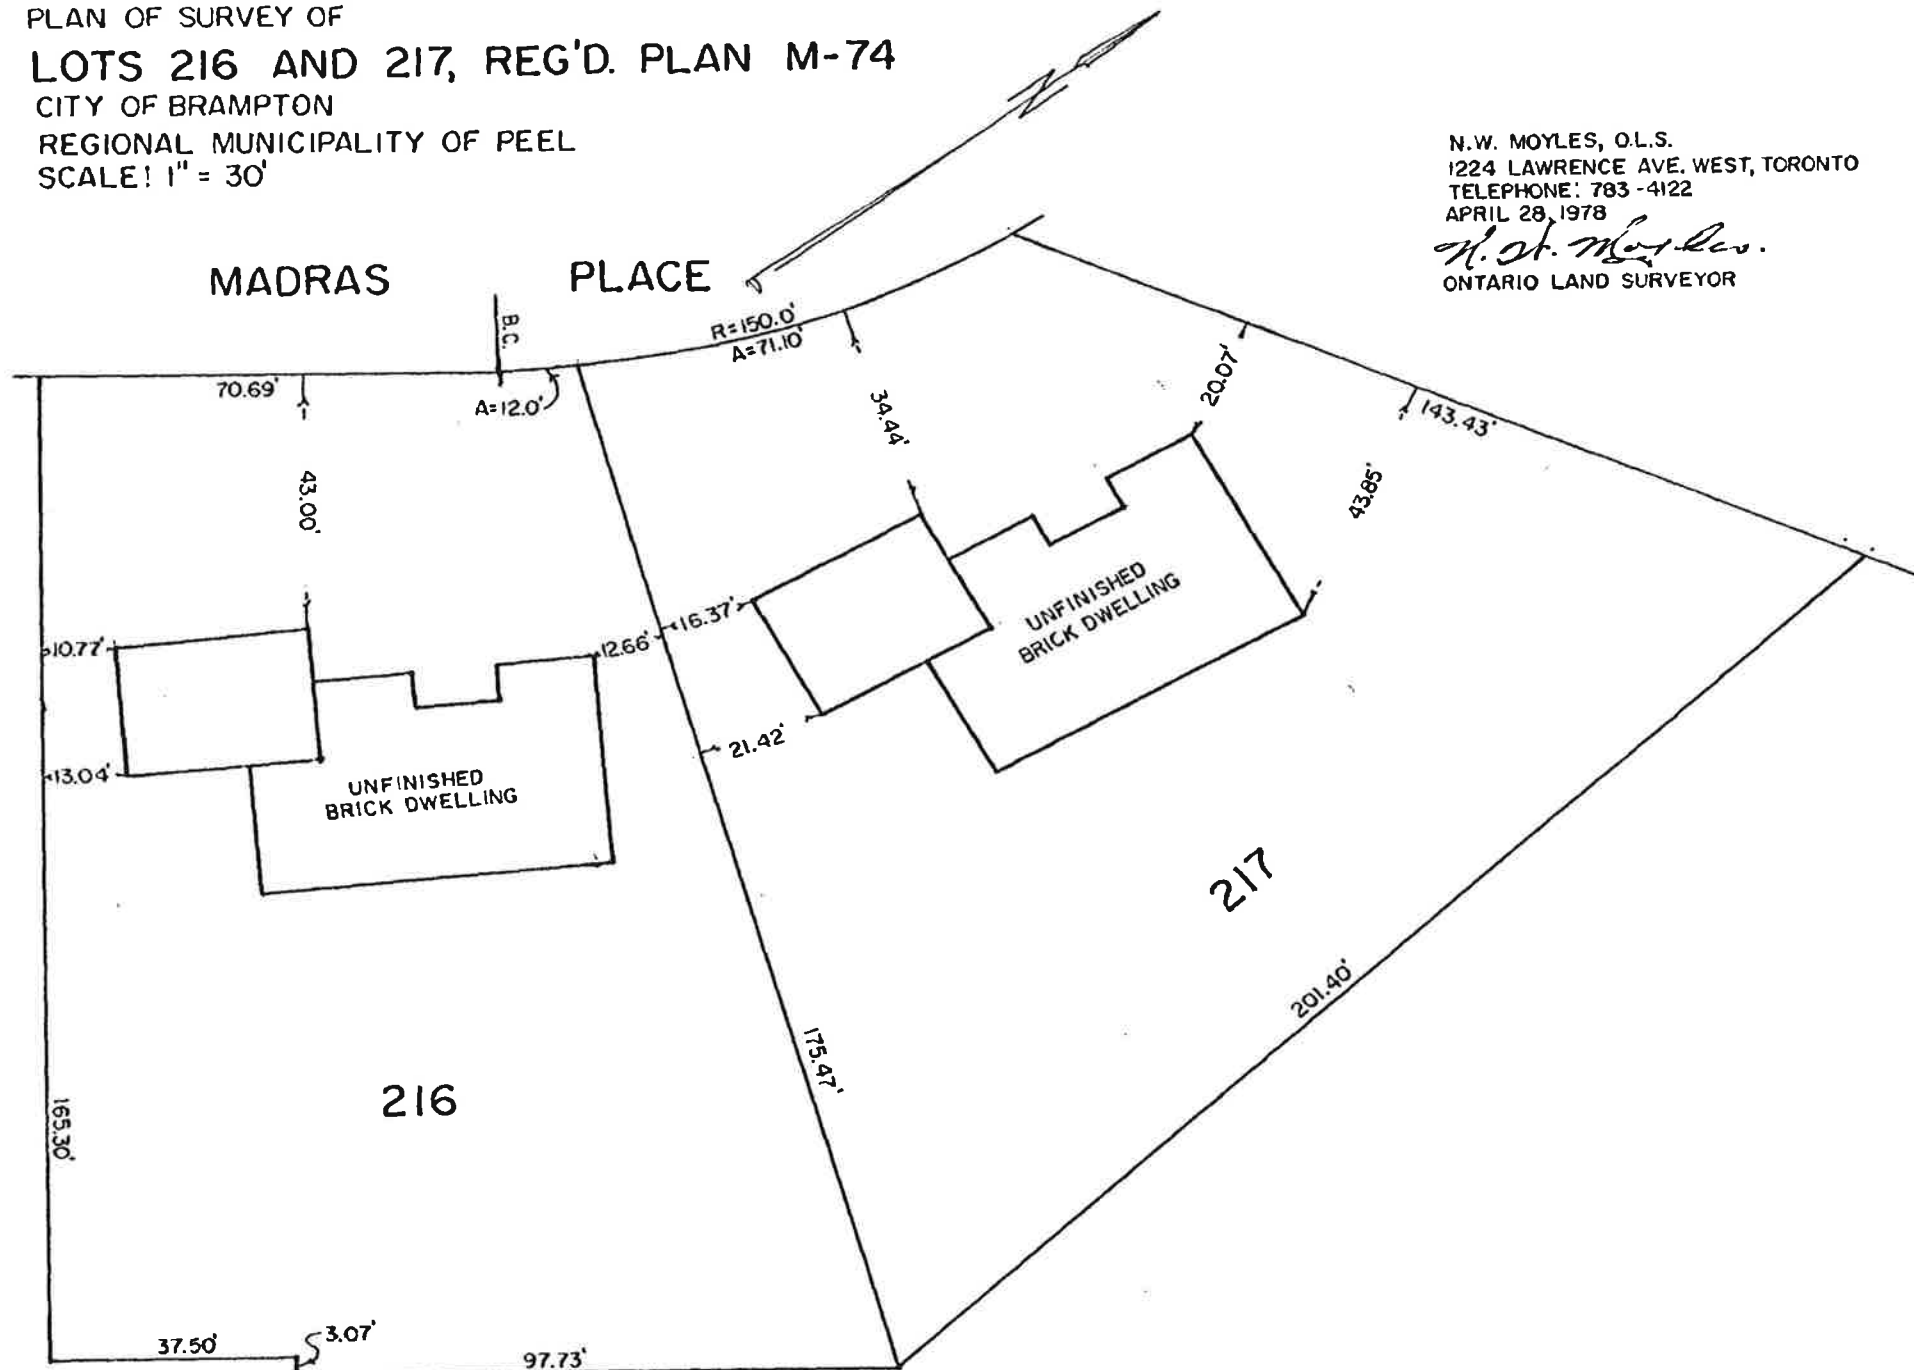 PLAN OF SURVEY OF
LOTS 216 AND 217, REG'D. PLAN M-74
CITY OF BRAMPTON
REGIONAL MUNICIPALITY OF PEEL
SCALE: 1" = 30'
N
N.W. MOYLES, O.L.S.
1224 LAWRENCE AVE. WEST, TORONTO
TELEPHONE: 783-4122
APRIL 28, 1978
N. W. Moyles.
ONTARIO LAND SURVEYOR
MADRAS PLACE
B.C.
R=150.0'
A=71.10'
70.69'
A=12.0'
34.44'
20.07'
143.43'
43.00'
43.85'
10.77'
12.66'
16.37'
UNFINISHED
BRICK DWELLING
21.42'
13.04'
UNFINISHED
BRICK DWELLING
217
201.40'
175.47'
216
165.30'
37.50'
3.07'
97.73'